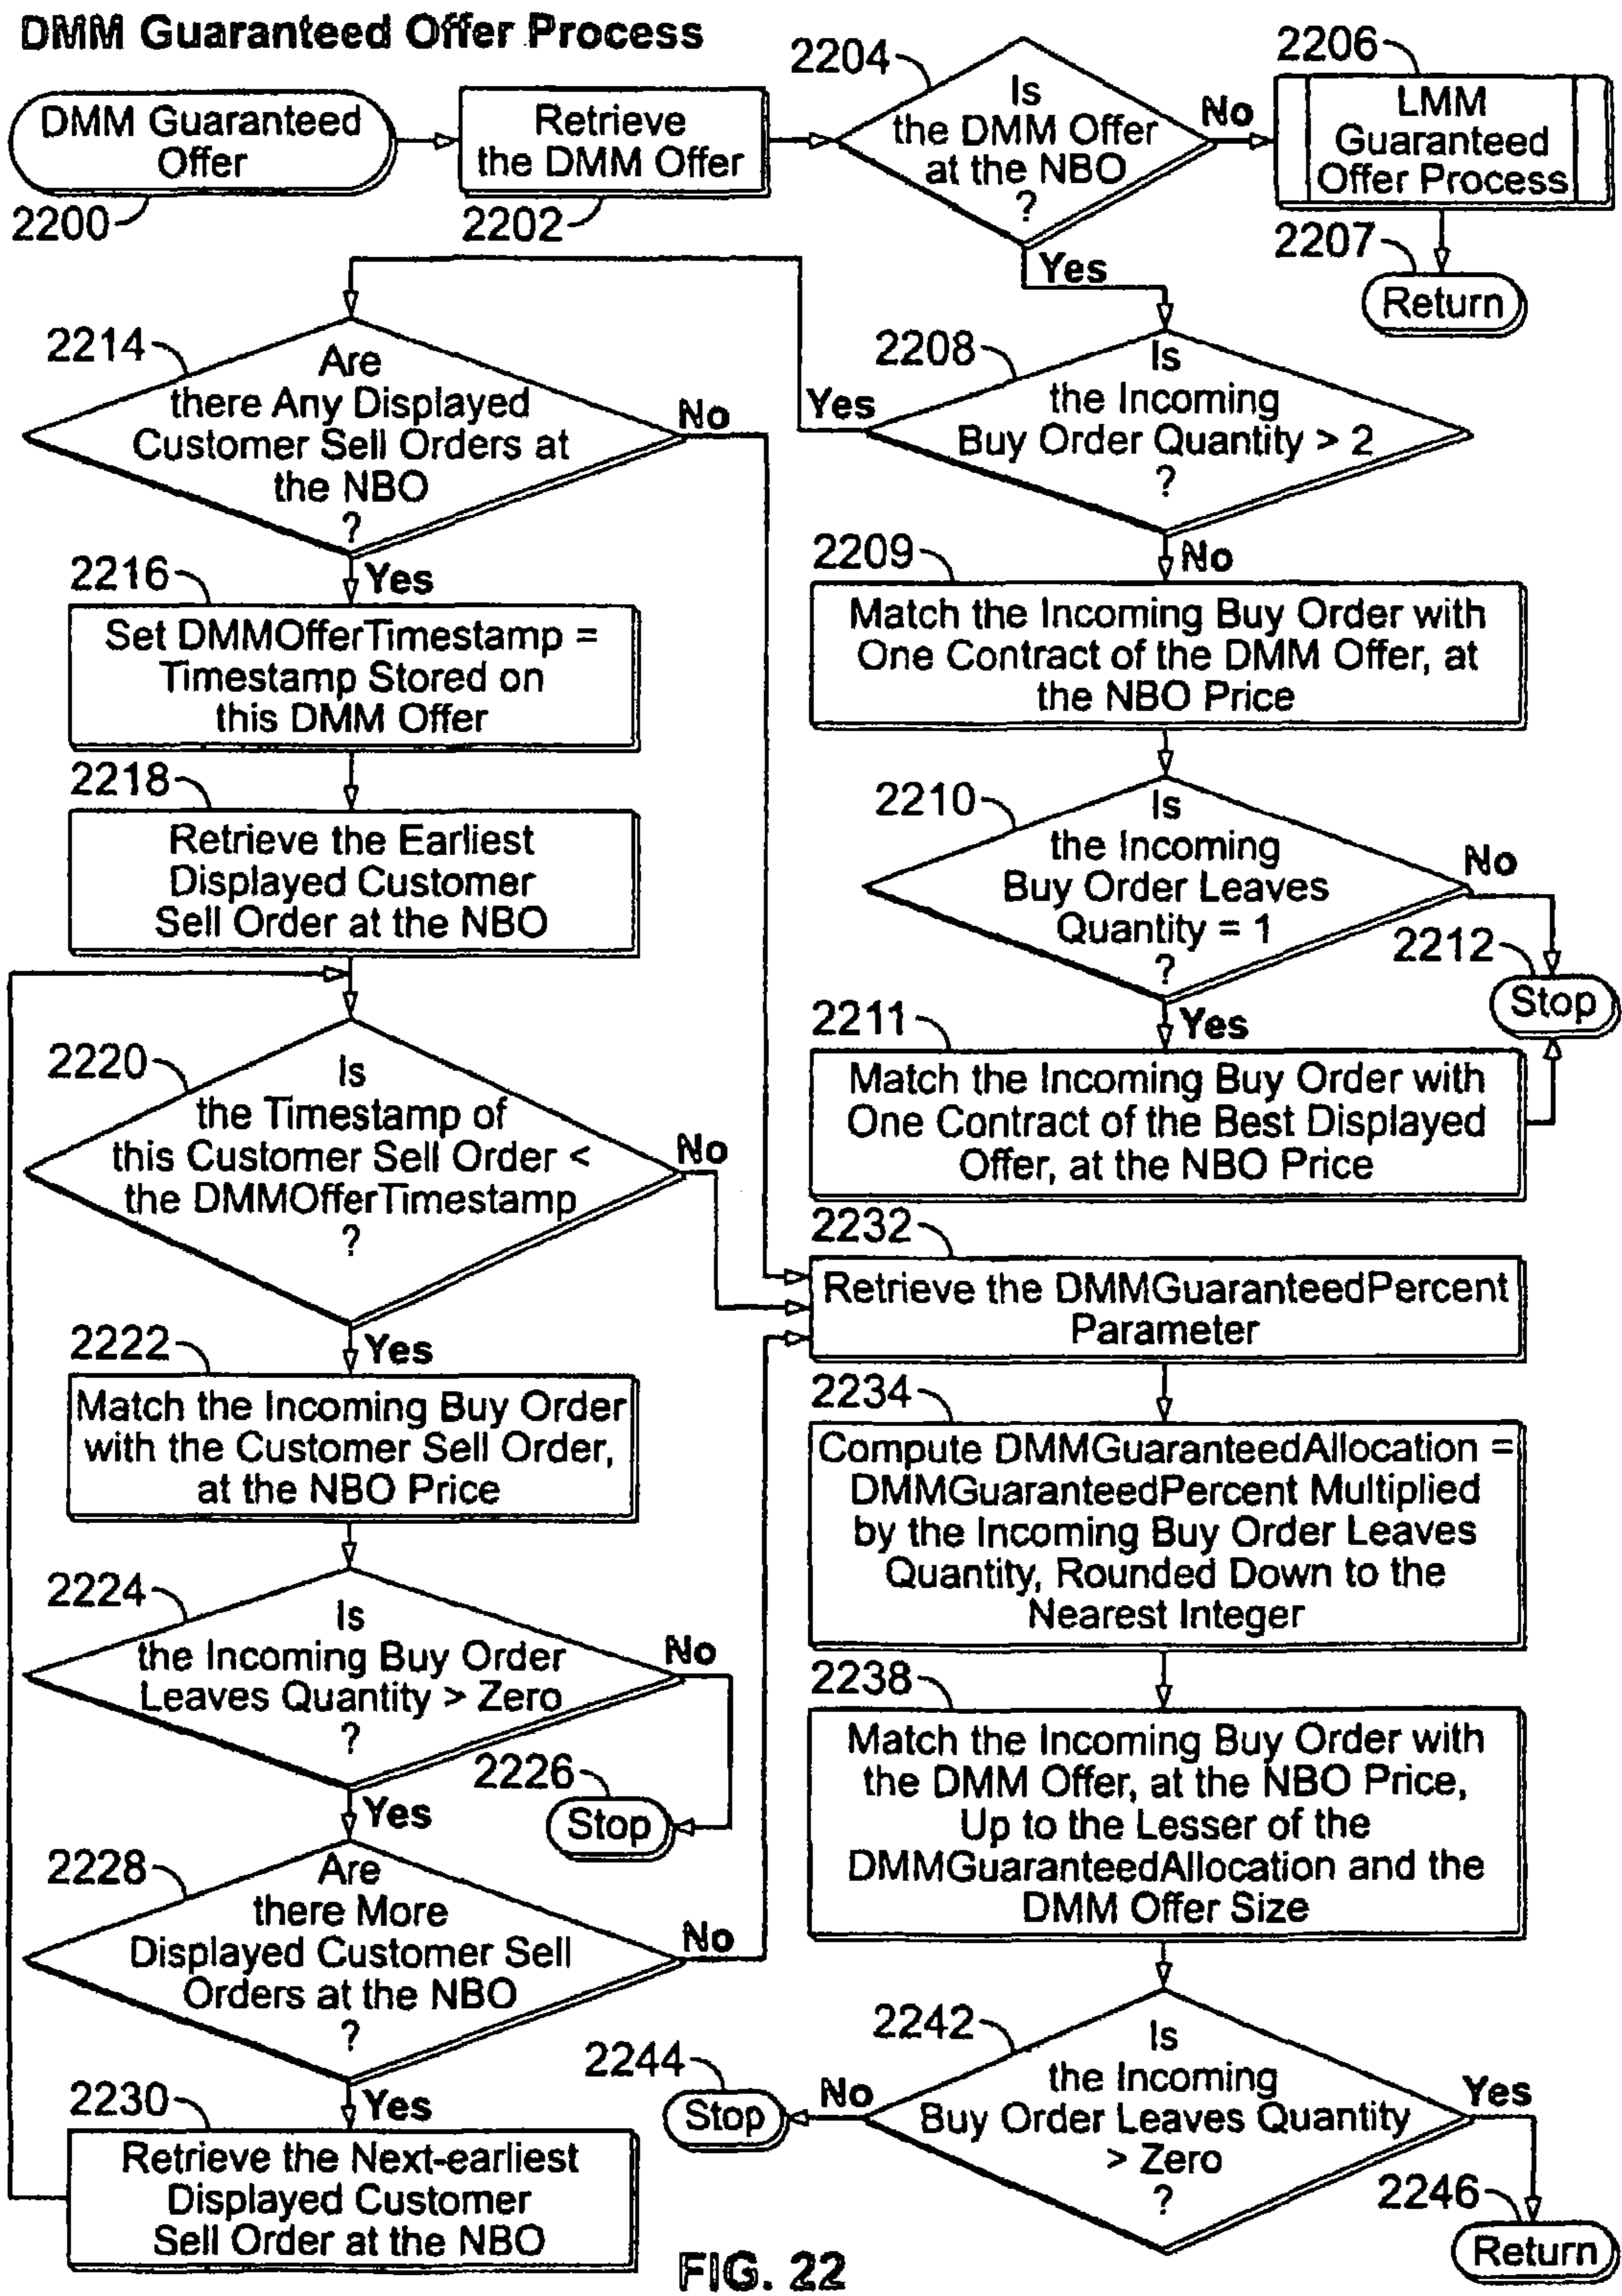 DMM Guaranteed Offer Process
DMM Guaranteed
Offer
2200
Retrieve
the DMM Offer
2202
2204
Is
the DMM Offer
at the NBO
?
No
Yes
2206
LMM
Guaranteed
Offer Process
2207
Return
2208
Is
the Incoming
Buy Order Quantity > 2
?
Yes
No
2209
Match the Incoming Buy Order with
One Contract of the DMM Offer, at
the NBO Price
2210
Is
the Incoming
Buy Order Leaves
Quantity = 1
?
No
Yes
2212
Stop
2211
Match the Incoming Buy Order with
One Contract of the Best Displayed
Offer, at the NBO Price
2214
Are
there Any Displayed
Customer Sell Orders at
the NBO
?
No
Yes
2216
Set DMMOfferTimestamp =
Timestamp Stored on
this DMM Offer
2218
Retrieve the Earliest
Displayed Customer
Sell Order at the NBO
2220
Is
the Timestamp of
this Customer Sell Order <
the DMMOfferTimestamp
?
No
Yes
2222
Match the Incoming Buy Order
with the Customer Sell Order,
at the NBO Price
2224
Is
the Incoming Buy Order
Leaves Quantity > Zero
?
No
Yes
2226
Stop
2228
Are
there More
Displayed Customer Sell
Orders at the NBO
?
No
Yes
2230
Retrieve the Next-earliest
Displayed Customer
Sell Order at the NBO
2232
Retrieve the DMMGuaranteedPercent
Parameter
2234
Compute DMMGuaranteedAllocation =
DMMGuaranteedPercent Multiplied
by the Incoming Buy Order Leaves
Quantity, Rounded Down to the
Nearest Integer
2238
Match the Incoming Buy Order with
the DMM Offer, at the NBO Price,
Up to the Lesser of the
DMMGuaranteedAllocation and the
DMM Offer Size
2242
Is
the Incoming
Buy Order Leaves Quantity
> Zero
?
No
Yes
2244
Stop
2246
Return
FIG. 22